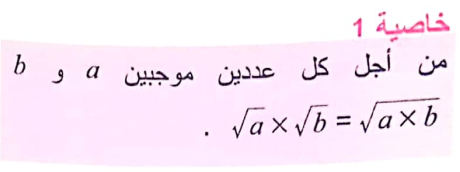 خاصية 1
من أجل كل عددين موجبين a و b
√a × √b = √(a × b) .